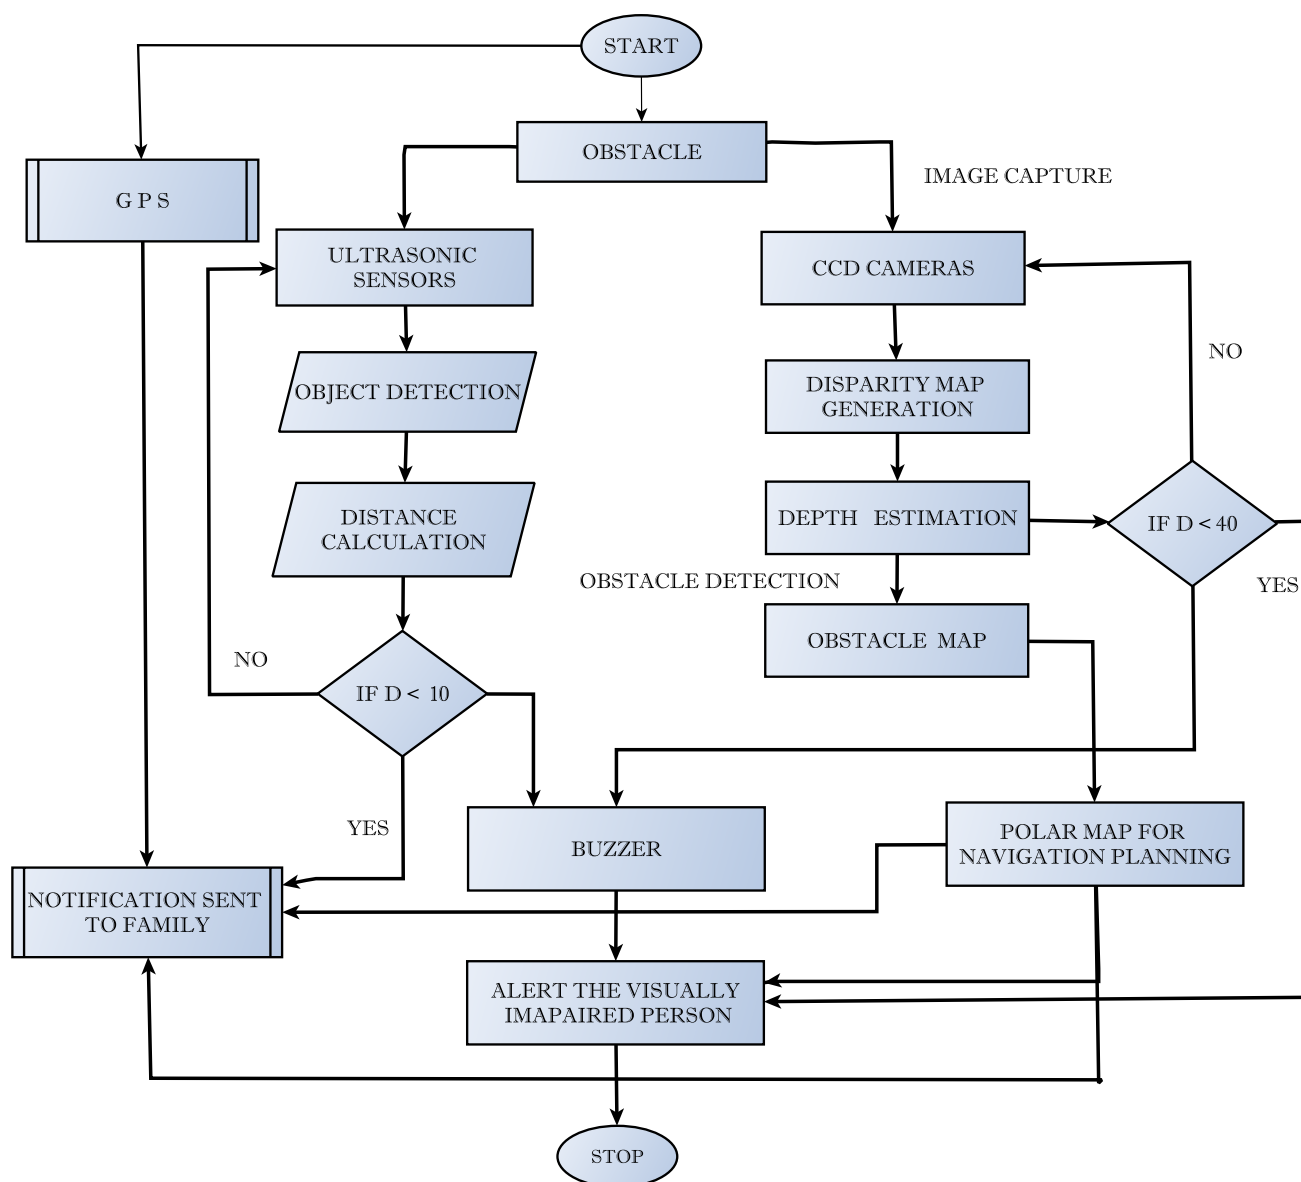 START
OBSTACLE
IMAGE CAPTURE
G P S
ULTRASONIC
SENSORS
CCD CAMERAS
NO
OBJECT DETECTION
DISPARITY MAP
GENERATION
DISTANCE
CALCULATION
DEPTH ESTIMATION
IF D < 40
OBSTACLE DETECTION
YES
OBSTACLE MAP
NO
IF D < 10
YES
BUZZER
POLAR MAP FOR
NAVIGATION PLANNING
NOTIFICATION SENT
TO FAMILY
ALERT THE VISUALLY
IMAPAIRED PERSON
STOP